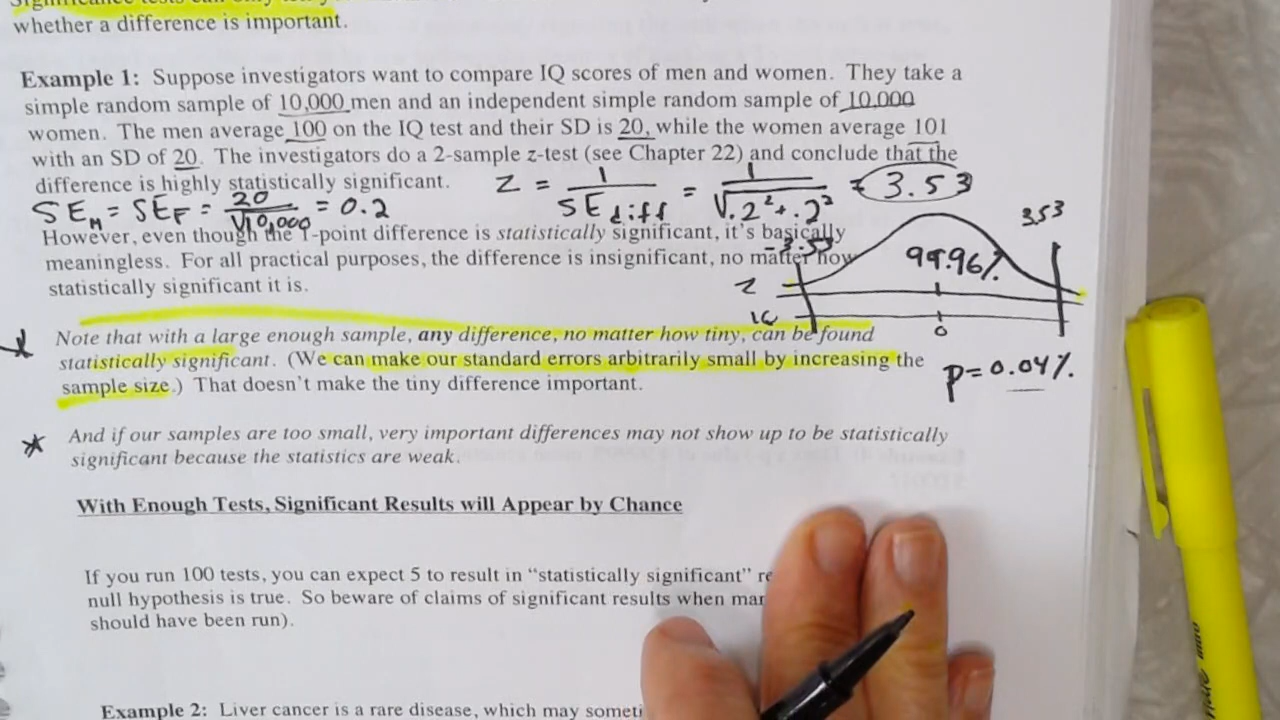 whether a difference is important.
Example 1: Suppose investigators want to compare IQ scores of men and women. They take a
simple random sample of 10,000 men and an independent simple random sample of 10,000
women. The men average 100 on the IQ test and their SD is 20, while the women average 101
with an SD of 20. The investigators do a 2-sample z-test (see Chapter 22) and conclude that the
difference is highly statistically significant.
Z = 1 / SE diff = 1 / √.2² + .2² = 3.53
SE M = SE F = 20 / √10,000 = 0.2
However, even though the 1-point difference is statistically significant, it's basically
meaningless. For all practical purposes, the difference is insignificant, no matter how
statistically significant it is.
-3.53
353
99.96%
Z
0
p=0.04%
Note that with a large enough sample, any difference, no matter how tiny, can be found
statistically significant. (We can make our standard errors arbitrarily small by increasing the
sample size.) That doesn't make the tiny difference important.
And if our samples are too small, very important differences may not show up to be statistically
significant because the statistics are weak.
With Enough Tests, Significant Results will Appear by Chance
If you run 100 tests, you can expect 5 to result in "statistically significant"
null hypothesis is true. So beware of claims of significant results when
should have been run).
Example 2: Liver cancer is a rare disease, which may